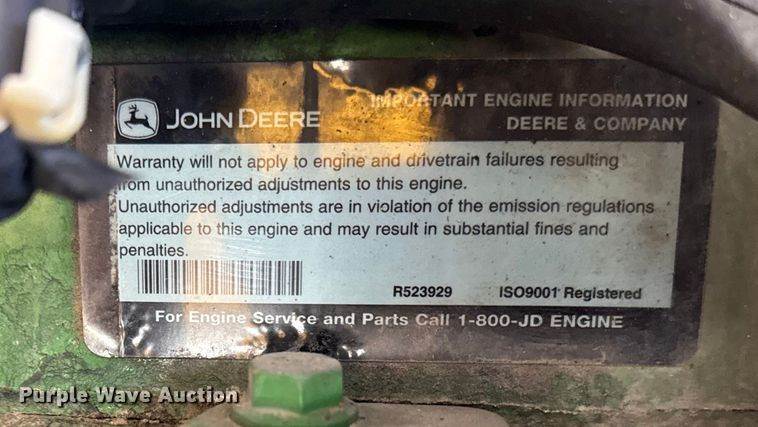 IMPORTANT ENGINE INFORMATION
JOHN DEERE
DEERE & COMPANY
Warranty will not apply to engine and drivetrain failures resulting
from unauthorized adjustments to this engine.
Unauthorized adjustments are in violation of the emission regulations
applicable to this engine and may result in substantial fines and
penalties.
R523929 ISO9001 Registered
For Engine Service and Parts Call 1-800-JD ENGINE
Purple Wave Auction